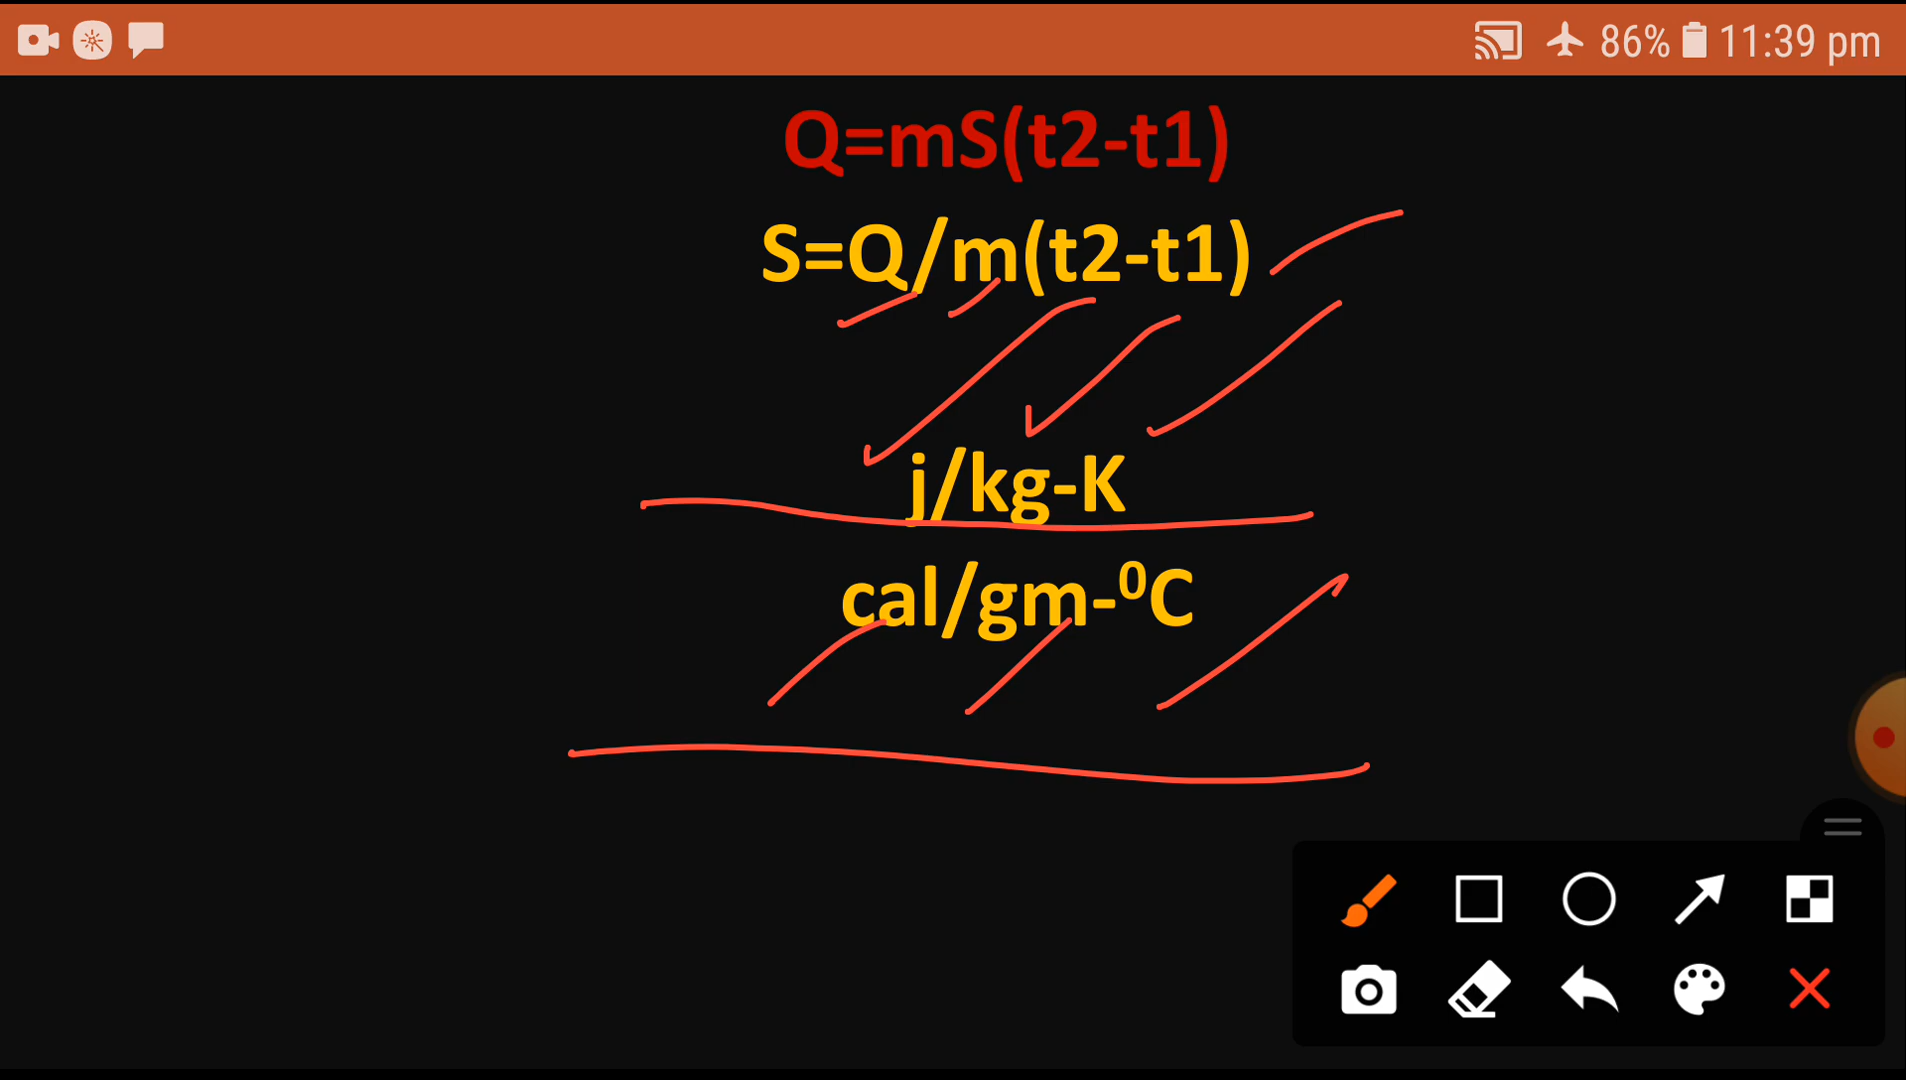 86% 11:39 pm
Q=mS(t2-t1)
S=Q/m(t2-t1)
j/kg-K
cal/gm-⁰C